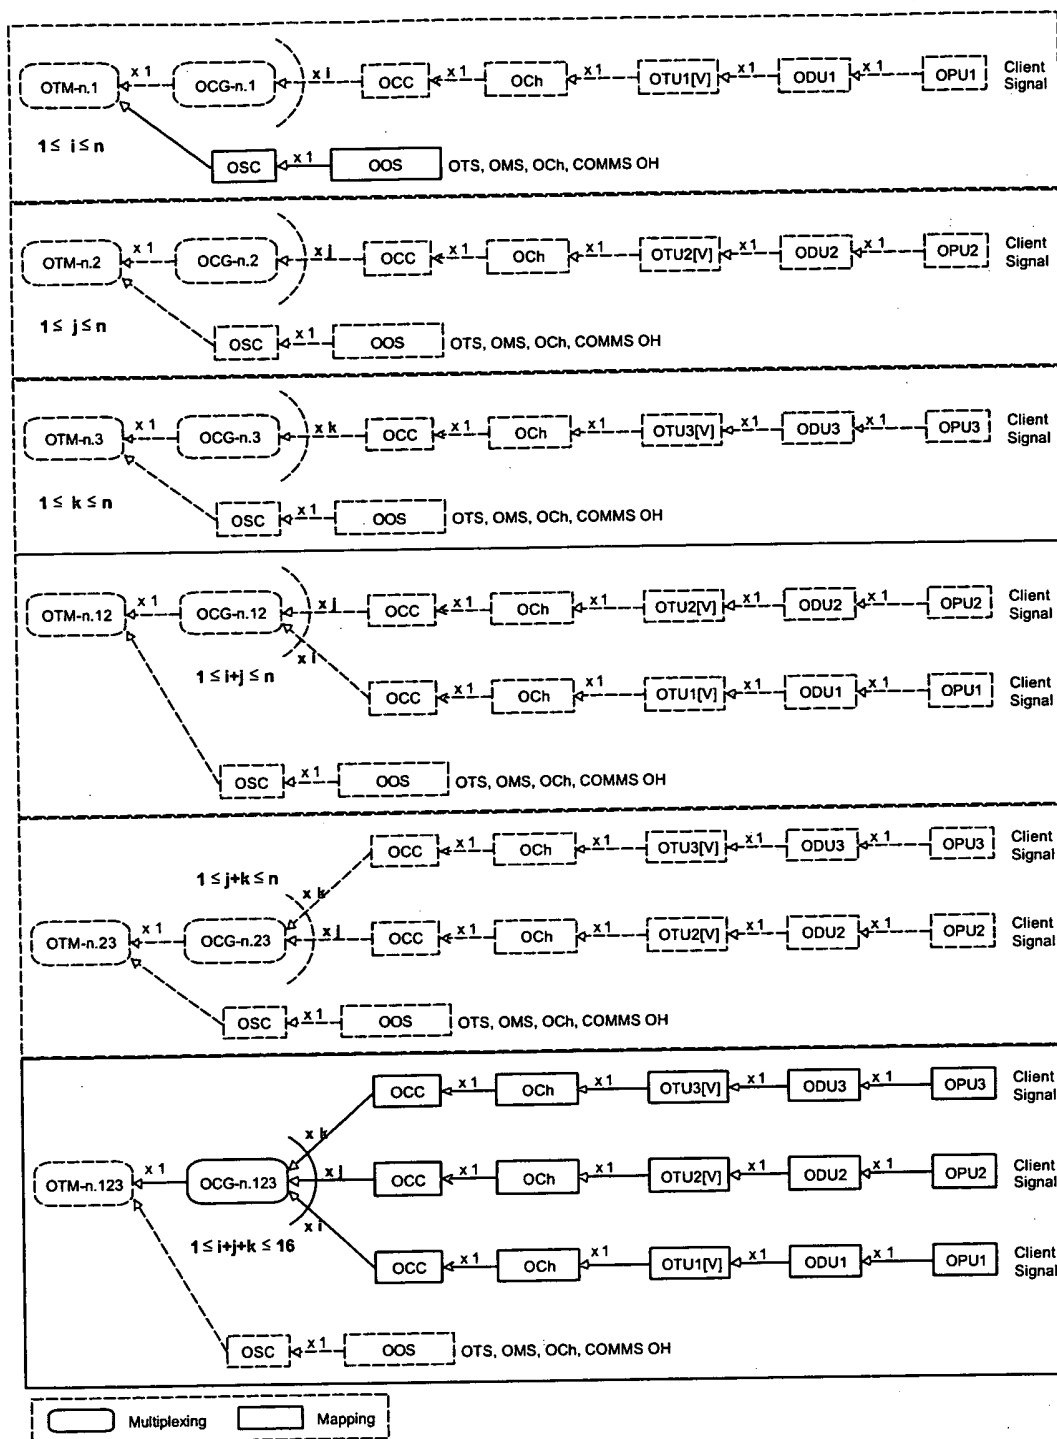 OTM-n.1 x 1 OCG-n.1 x i OCC x 1 OCh x 1 OTU1[V] x 1 ODU1 x 1 OPU1 Client Signal
1 ≤ i ≤ n
OSC x 1 OOS OTS, OMS, OCh, COMMS OH
OTM-n.2 x 1 OCG-n.2 x j OCC x 1 OCh x 1 OTU2[V] x 1 ODU2 x 1 OPU2 Client Signal
1 ≤ j ≤ n
OSC x 1 OOS OTS, OMS, OCh, COMMS OH
OTM-n.3 x 1 OCG-n.3 x k OCC x 1 OCh x 1 OTU3[V] x 1 ODU3 x 1 OPU3 Client Signal
1 ≤ k ≤ n
OSC x 1 OOS OTS, OMS, OCh, COMMS OH
OTM-n.12 x 1 OCG-n.12 x j OCC x 1 OCh x 1 OTU2[V] x 1 ODU2 x 1 OPU2 Client Signal
1 ≤ i+j ≤ n
x i OCC x 1 OCh x 1 OTU1[V] x 1 ODU1 x 1 OPU1 Client Signal
OSC x 1 OOS OTS, OMS, OCh, COMMS OH
x k OCC x 1 OCh x 1 OTU3[V] x 1 ODU3 x 1 OPU3 Client Signal
1 ≤ j+k ≤ n
OTM-n.23 x 1 OCG-n.23 x j OCC x 1 OCh x 1 OTU2[V] x 1 ODU2 x 1 OPU2 Client Signal
OSC x 1 OOS OTS, OMS, OCh, COMMS OH
x k OCC x 1 OCh x 1 OTU3[V] x 1 ODU3 x 1 OPU3 Client Signal
OTM-n.123 x 1 OCG-n.123 x j OCC x 1 OCh x 1 OTU2[V] x 1 ODU2 x 1 OPU2 Client Signal
1 ≤ i+j+k ≤ 16
x i OCC x 1 OCh x 1 OTU1[V] x 1 ODU1 x 1 OPU1 Client Signal
OSC x 1 OOS OTS, OMS, OCh, COMMS OH
Multiplexing Mapping